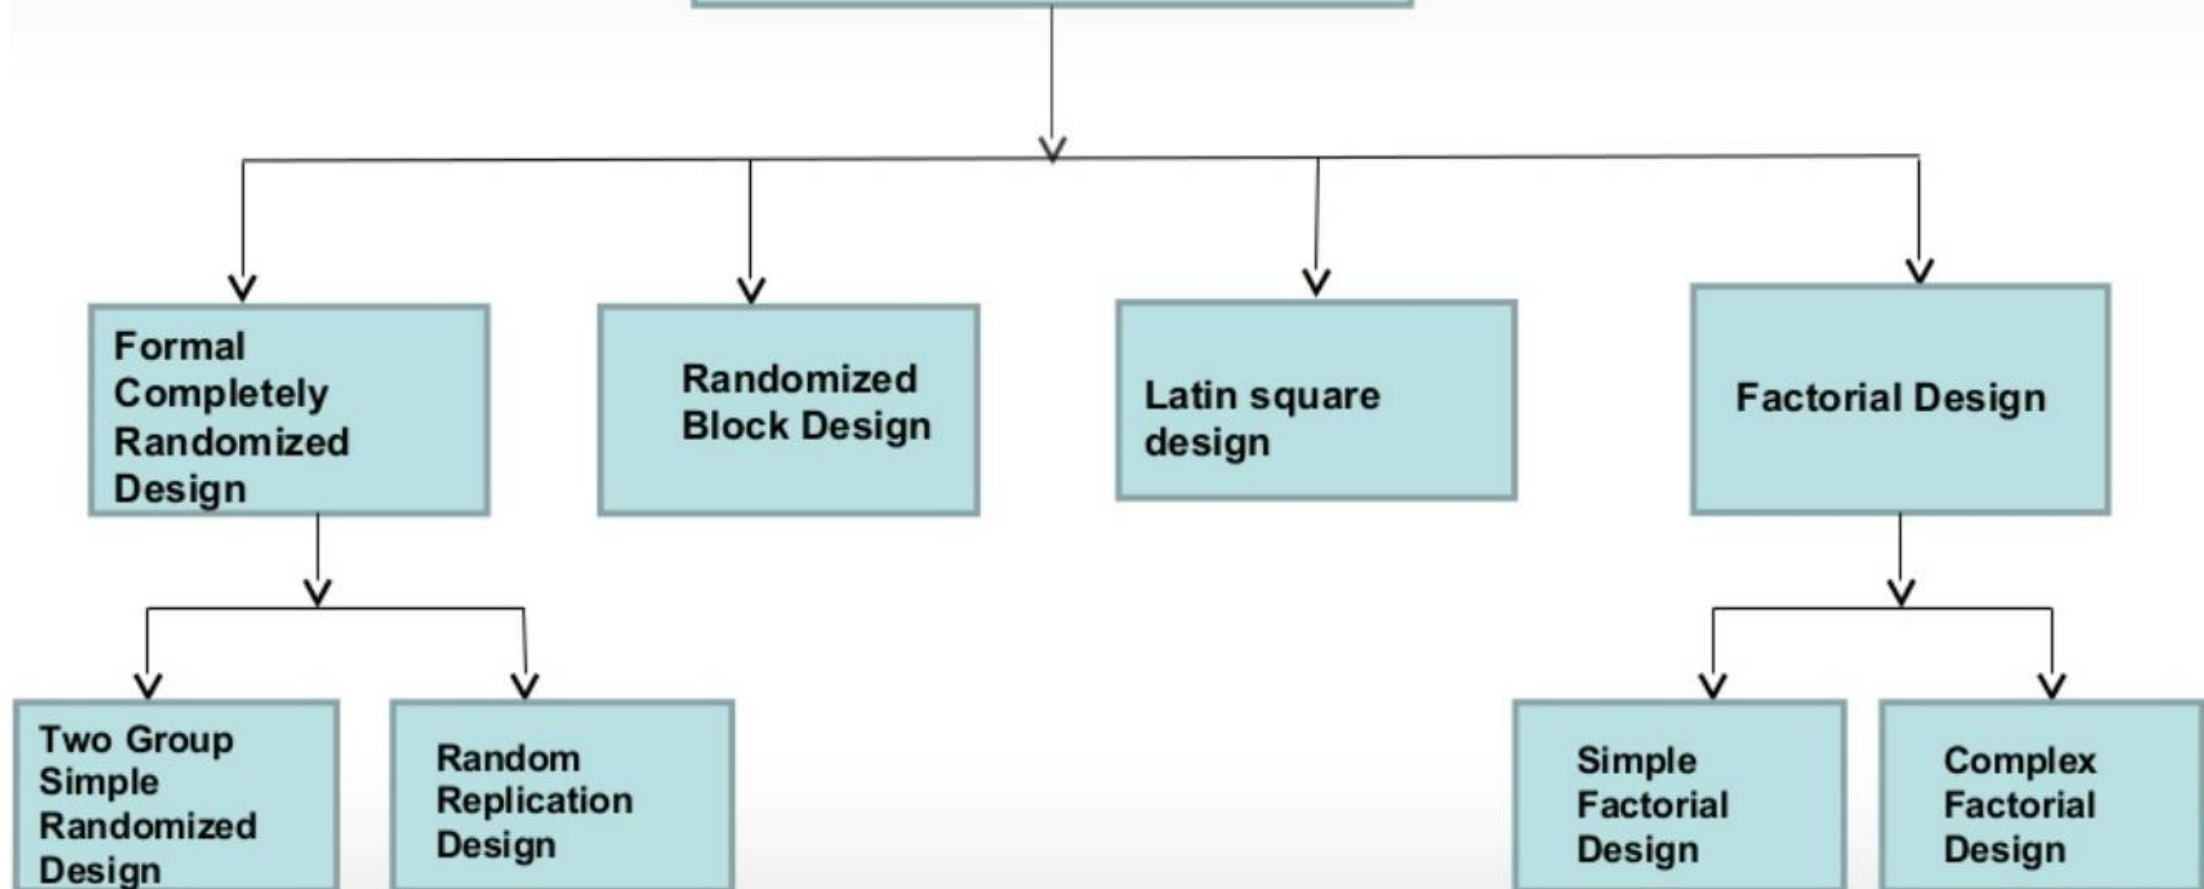 Formal
Completely
Randomized
Design
Randomized
Block Design
Latin square
design
Factorial Design
Two Group
Simple
Randomized
Design
Random
Replication
Design
Simple
Factorial
Design
Complex
Factorial
Design